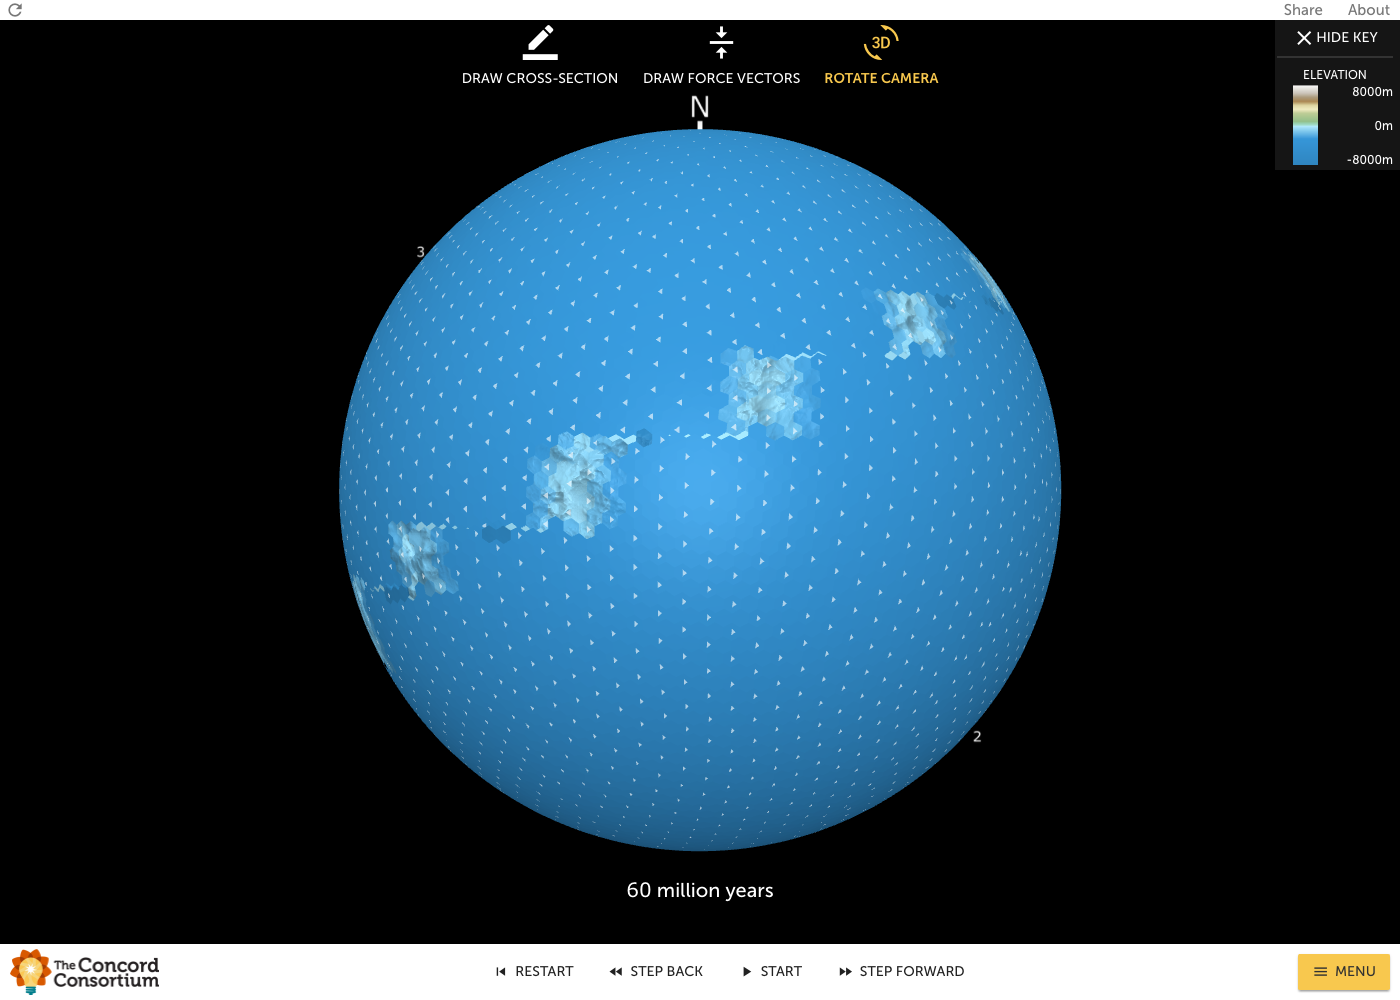 Share About
HIDE KEY
DRAW CROSS-SECTION DRAW FORCE VECTORS 3D ROTATE CAMERA
ELEVATION
8000m
0m
-8000m
N
3
2
60 million years
The Concord
Consortium
RESTART STEP BACK START STEP FORWARD MENU